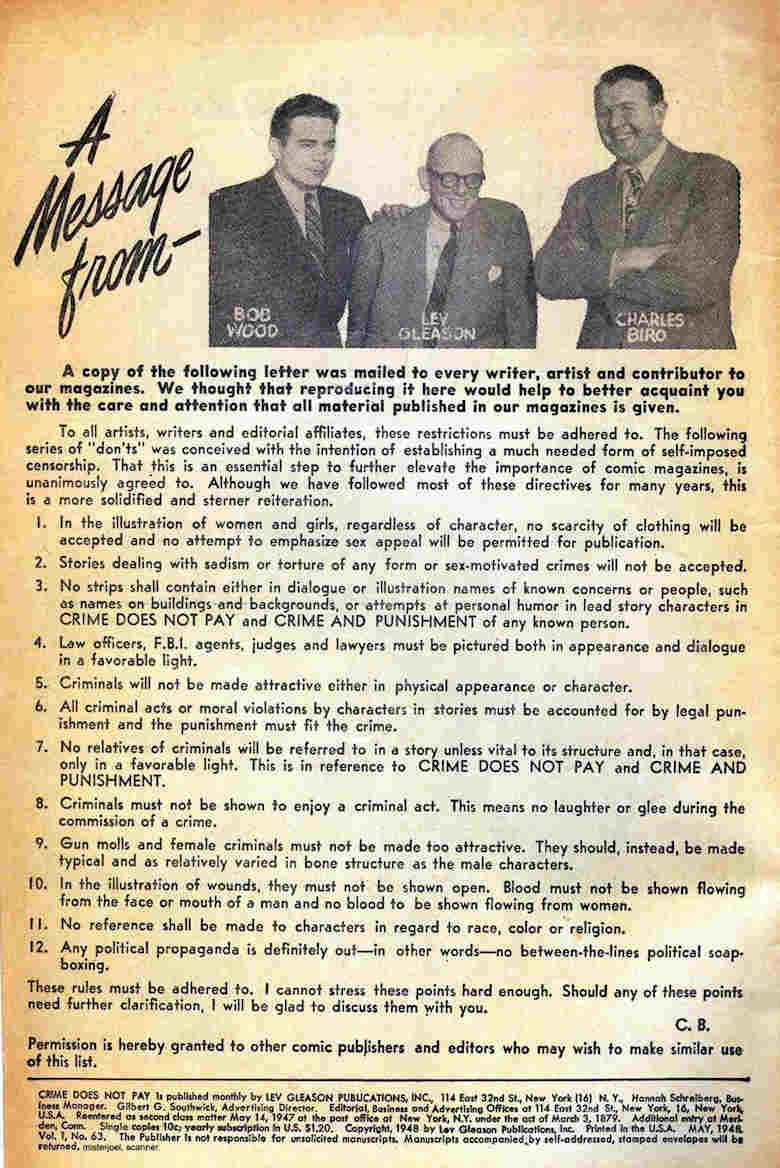 A
Message
from—
BOB
WOOD
LEV
GLEASON
CHARLES
BIRO
A copy of the following letter was mailed to every writer, artist and contributor to
our magazines. We thought that reproducing it here would help to better acquaint you
with the care and attention that all material published in our magazines is given.
To all artists, writers and editorial affiliates, these restrictions must be adhered to. The following
series of "don'ts" was conceived with the intention of establishing a much needed form of self-imposed
censorship. That this is an essential step to further elevate the importance of comic magazines, is
unanimously agreed to. Although we have followed most of these directives for many years, this
is a more solidified and sterner reiteration.
1. In the illustration of women and girls, regardless of character, no scarcity of clothing will be
accepted and no attempt to emphasize sex appeal will be permitted for publication.
2. Stories dealing with sadism or torture of any form or sex-motivated crimes will not be accepted.
3. No strips shall contain either in dialogue or illustration names of known concerns or people, such
as names on buildings and backgrounds, or attempts at personal humor in lead story characters in
CRIME DOES NOT PAY and CRIME AND PUNISHMENT of any known person.
4. Law officers, F.B.I. agents, judges and lawyers must be pictured both in appearance and dialogue
in a favorable light.
5. Criminals will not be made attractive either in physical appearance or character.
6. All criminal acts or moral violations by characters in stories must be accounted for by legal pun-
ishment and the punishment must fit the crime.
7. No relatives of criminals will be referred to in a story unless vital to its structure and, in that case,
only in a favorable light. This is in reference to CRIME DOES NOT PAY and CRIME AND
PUNISHMENT.
8. Criminals must not be shown to enjoy a criminal act. This means no laughter or glee during the
commission of a crime.
9. Gun molls and female criminals must not be made too attractive. They should, instead, be made
typical and as relatively varied in bone structure as the male characters.
10. In the illustration of wounds, they must not be shown open. Blood must not be shown flowing
from the face or mouth of a man and no blood to be shown flowing from women.
11. No reference shall be made to characters in regard to race, color or religion.
12. Any political propaganda is definitely out—in other words—no between-the-lines political soap-
boxing.
These rules must be adhered to. I cannot stress these points hard enough. Should any of these points
need further clarification, I will be glad to discuss them with you.
C. B.
Permission is hereby granted to other comic publishers and editors who may wish to make similar use
of this list.
CRIME DOES NOT PAY is published monthly by LEV GLEASON PUBLICATIONS, INC., 114 East 32nd St., New York (16) N. Y., Hannah Schreiberg, Bus-
iness Manager. Gilbert G. Southwick, Advertising Director. Editorial, Business and Advertising Offices at 114 East 32nd St., New York, 16, New York,
U.S.A. Reentered as second class matter May 14, 1947 at the post office at New York, N.Y. under the act of March 3, 1879. Additional entry at Meri-
den, Conn. Single copies 10c; yearly subscription in U.S. $1.20. Copyright, 1948 by Lev Gleason Publications, Inc. Printed in the U.S.A. MAY, 1948.
Vol. 1, No. 63. The Publisher is not responsible for unsolicited manuscripts. Manuscripts accompanied by self-addressed, stamped envelopes will be
returned. misterjoel, scanner